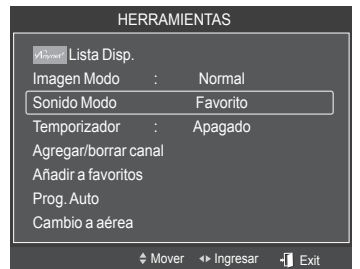 HERRAMIENTAS
Anynet+ Lista Disp.
Imagen Modo : Normal
Sonido Modo Favorito
Temporizador : Apagado
Agregar/borrar canal
Añadir a favoritos
Prog. Auto
Cambio a aérea
Mover Ingresar Exit